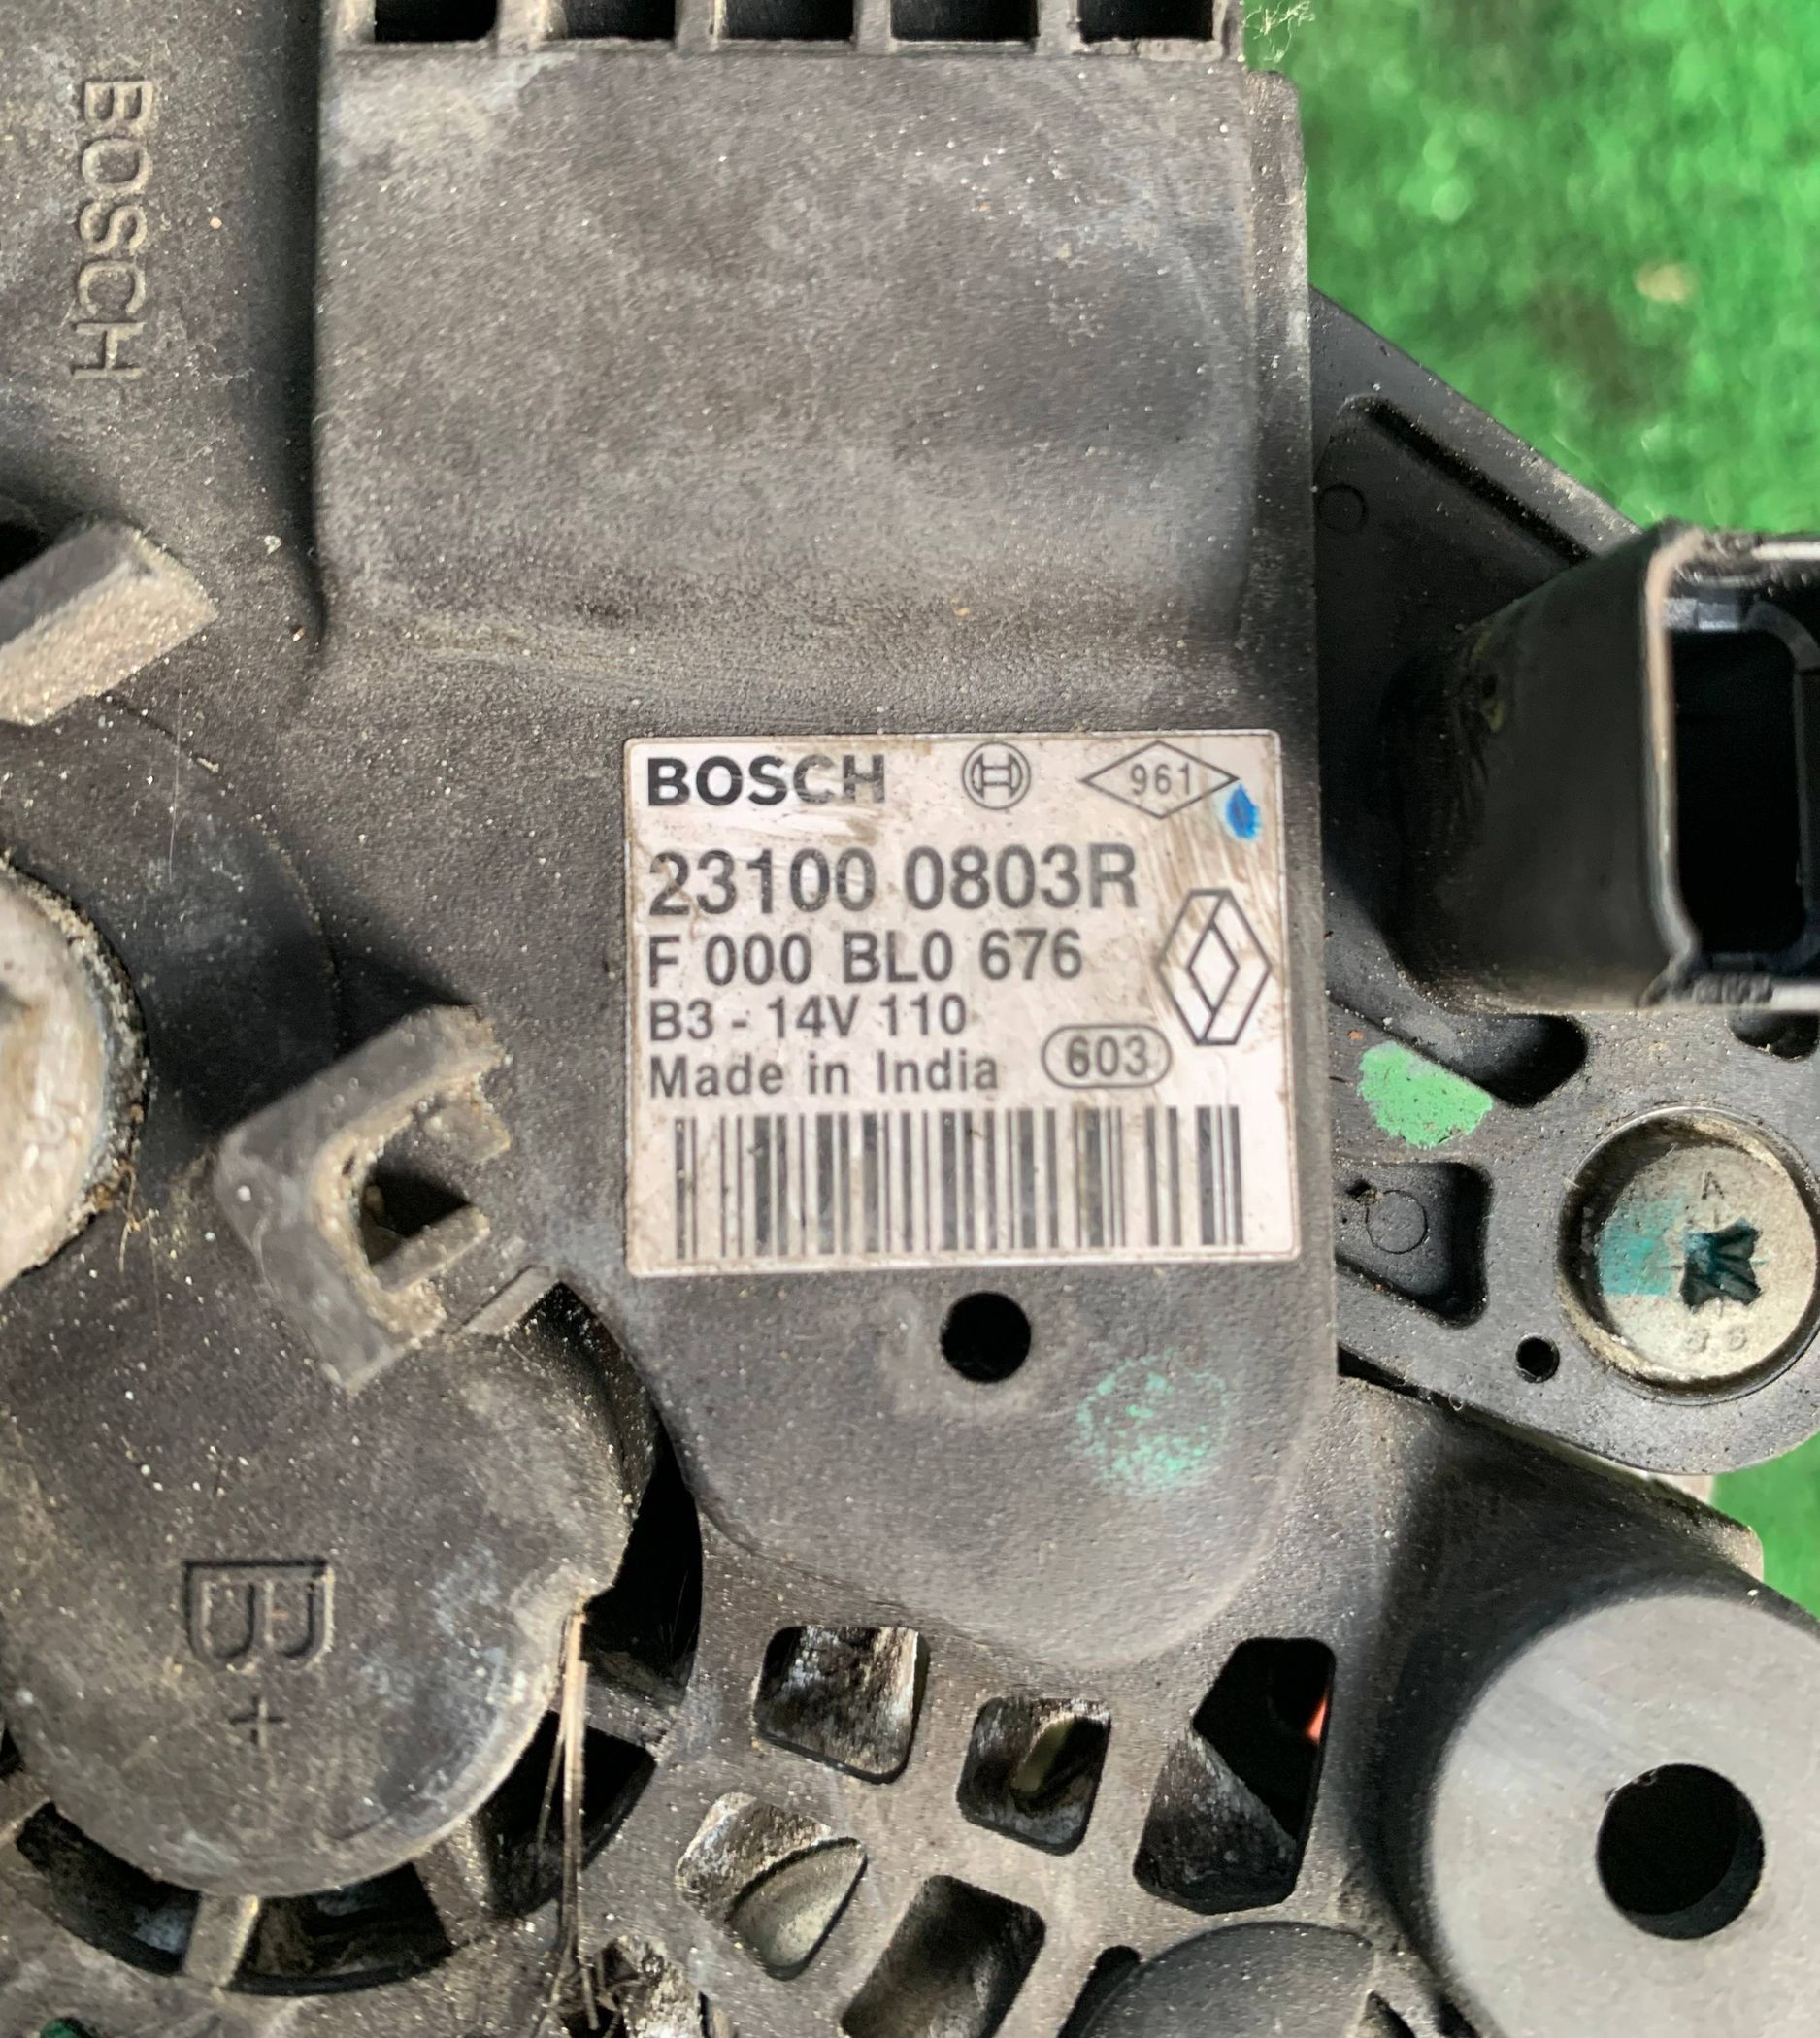 BOSCH
BOSCH 961
23100 0803R
F 000 BL0 676
B3 - 14V 110
Made in India 603
B+
A